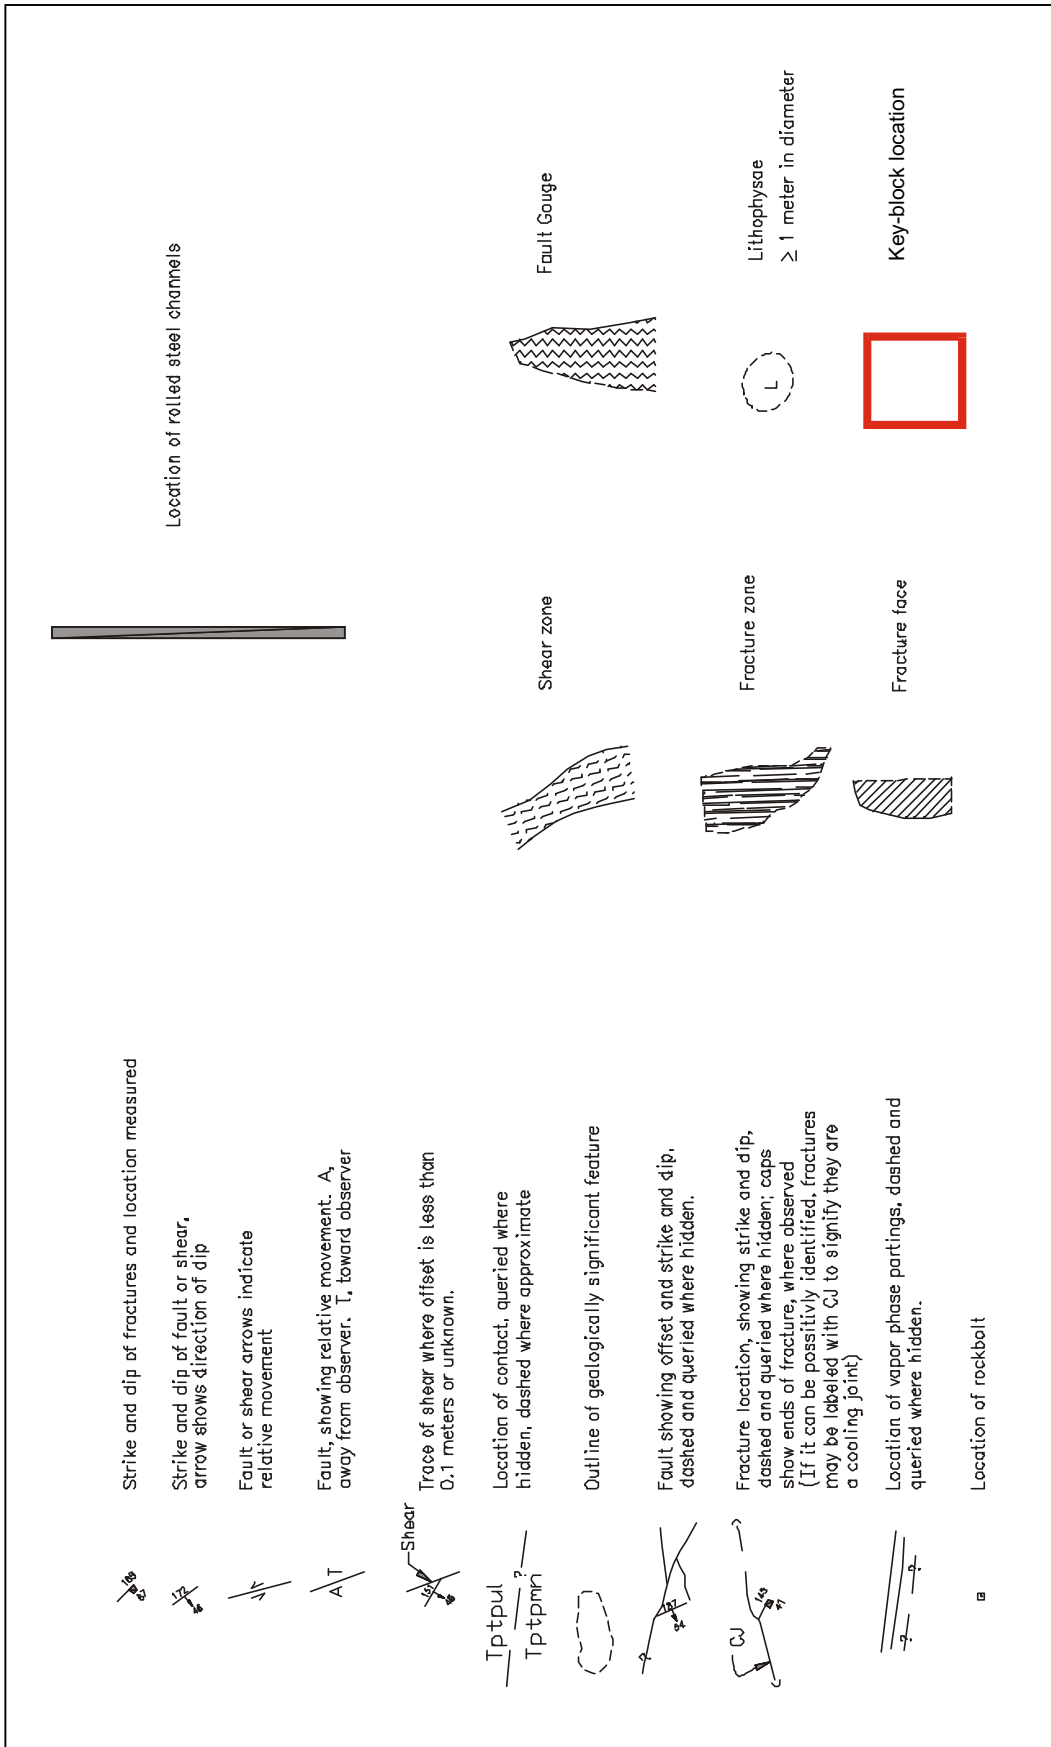 Strike and dip of fractures and location measured
Strike and dip of fault or shear,
arrow shows direction of dip
Fault or shear arrows indicate
relative movement
A T
Fault, showing relative movement. A,
away from observer. T, toward observer
Shear
Trace of shear where offset is less than
0.1 meters or unknown.
Tptpul
?
Tptpmn
Location of contact, queried where
hidden, dashed where approximate
Outline of gealogically significant feature
?
Fault showing offset and strike and dip,
dashed and queried where hidden.
CJ
Fracture location, showing strike and dip,
dashed and queried where hidden; caps
show ends of fracture, where observed
(If it can be possitivly identified, fractures
may be labeled with CJ to signify they are
a cooling joint)
?
?
Location of vapor phase partings, dashed and
queried where hidden.
Location of rockbolt
Location of rolled steel channels
Shear zone
Fracture zone
Fracture face
Fault Gouge
L
Lithophysae
≥ 1 meter in diameter
Key-block location